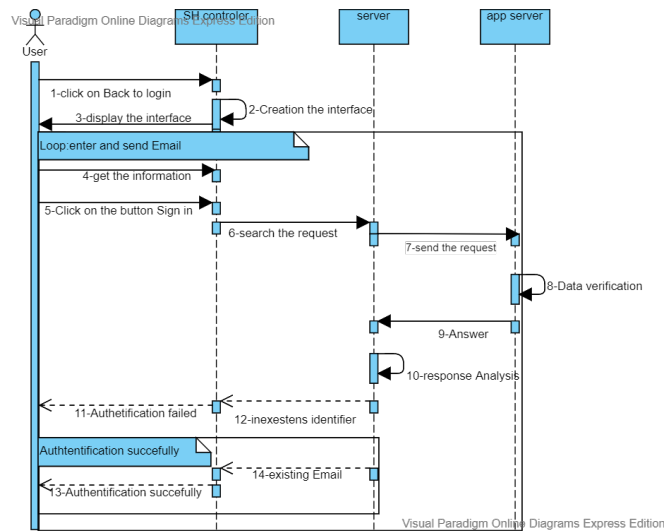 Visual Paradigm Online Diagrams Express Edition
SH controler
server
app server
User
1-click on Back to login
2-Creation the interface
3-display the interface
Loop:enter and send Email
4-get the information
5-Click on the button Sign in
6-search the request
7-send the request
8-Data verification
9-Answer
10-response Analysis
11-Authetification failed
12-inexestens identifier
Authtentification succefully
14-existing Email
13-Authentification succefully
Visual Paradigm Online Diagrams Express Edition